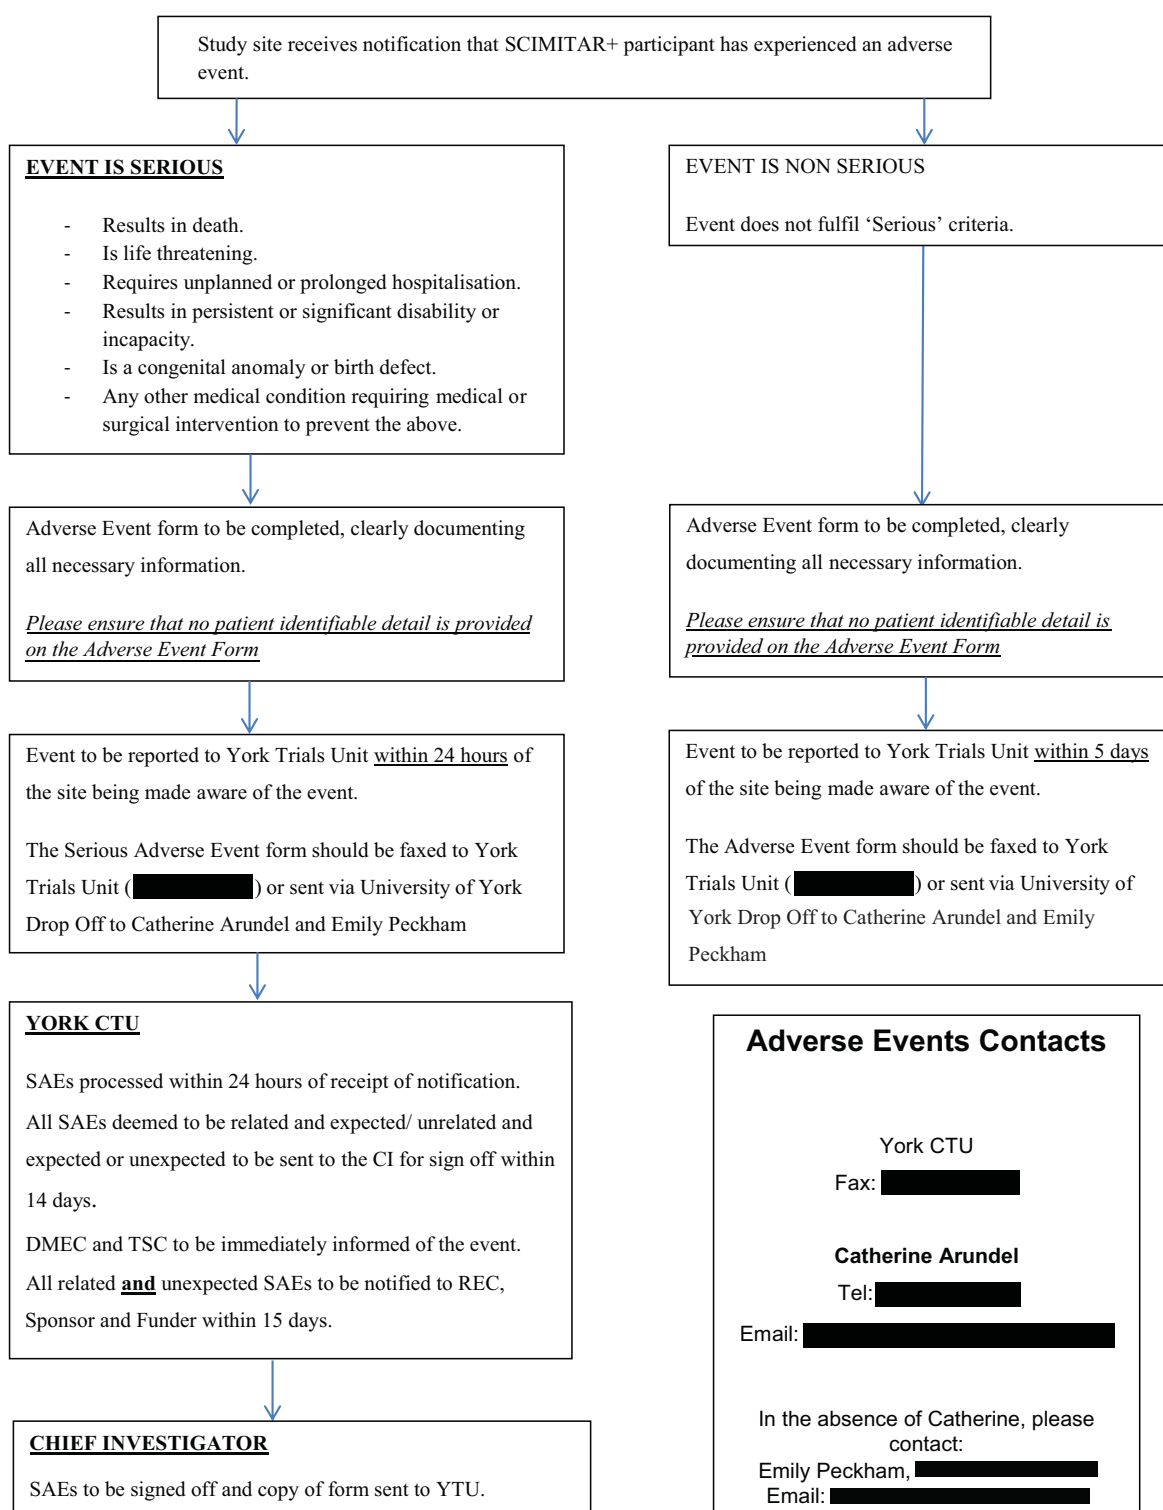 Study site receives notification that SCIMITAR+ participant has experienced an adverse
event.
EVENT IS SERIOUS
- Results in death.
- Is life threatening.
- Requires unplanned or prolonged hospitalisation.
- Results in persistent or significant disability or
incapacity.
- Is a congenital anomaly or birth defect.
- Any other medical condition requiring medical or
surgical intervention to prevent the above.
EVENT IS NON SERIOUS
Event does not fulfil ‘Serious’ criteria.
Adverse Event form to be completed, clearly documenting
all necessary information.
Please ensure that no patient identifiable detail is provided
on the Adverse Event Form
Adverse Event form to be completed, clearly
documenting all necessary information.
Please ensure that no patient identifiable detail is
provided on the Adverse Event Form
Event to be reported to York Trials Unit within 24 hours of
the site being made aware of the event.
The Serious Adverse Event form should be faxed to York
Trials Unit ( ) or sent via University of York
Drop Off to Catherine Arundel and Emily Peckham
Event to be reported to York Trials Unit within 5 days
of the site being made aware of the event.
The Adverse Event form should be faxed to York
Trials Unit ( ) or sent via University of
York Drop Off to Catherine Arundel and Emily
Peckham
YORK CTU
SAEs processed within 24 hours of receipt of notification.
All SAEs deemed to be related and expected/ unrelated and
expected or unexpected to be sent to the CI for sign off within
14 days.
DMEC and TSC to be immediately informed of the event.
All related and unexpected SAEs to be notified to REC,
Sponsor and Funder within 15 days.
CHIEF INVESTIGATOR
SAEs to be signed off and copy of form sent to YTU.
Adverse Events Contacts
York CTU
Fax:
Catherine Arundel
Tel:
Email:
In the absence of Catherine, please
contact:
Emily Peckham,
Email: